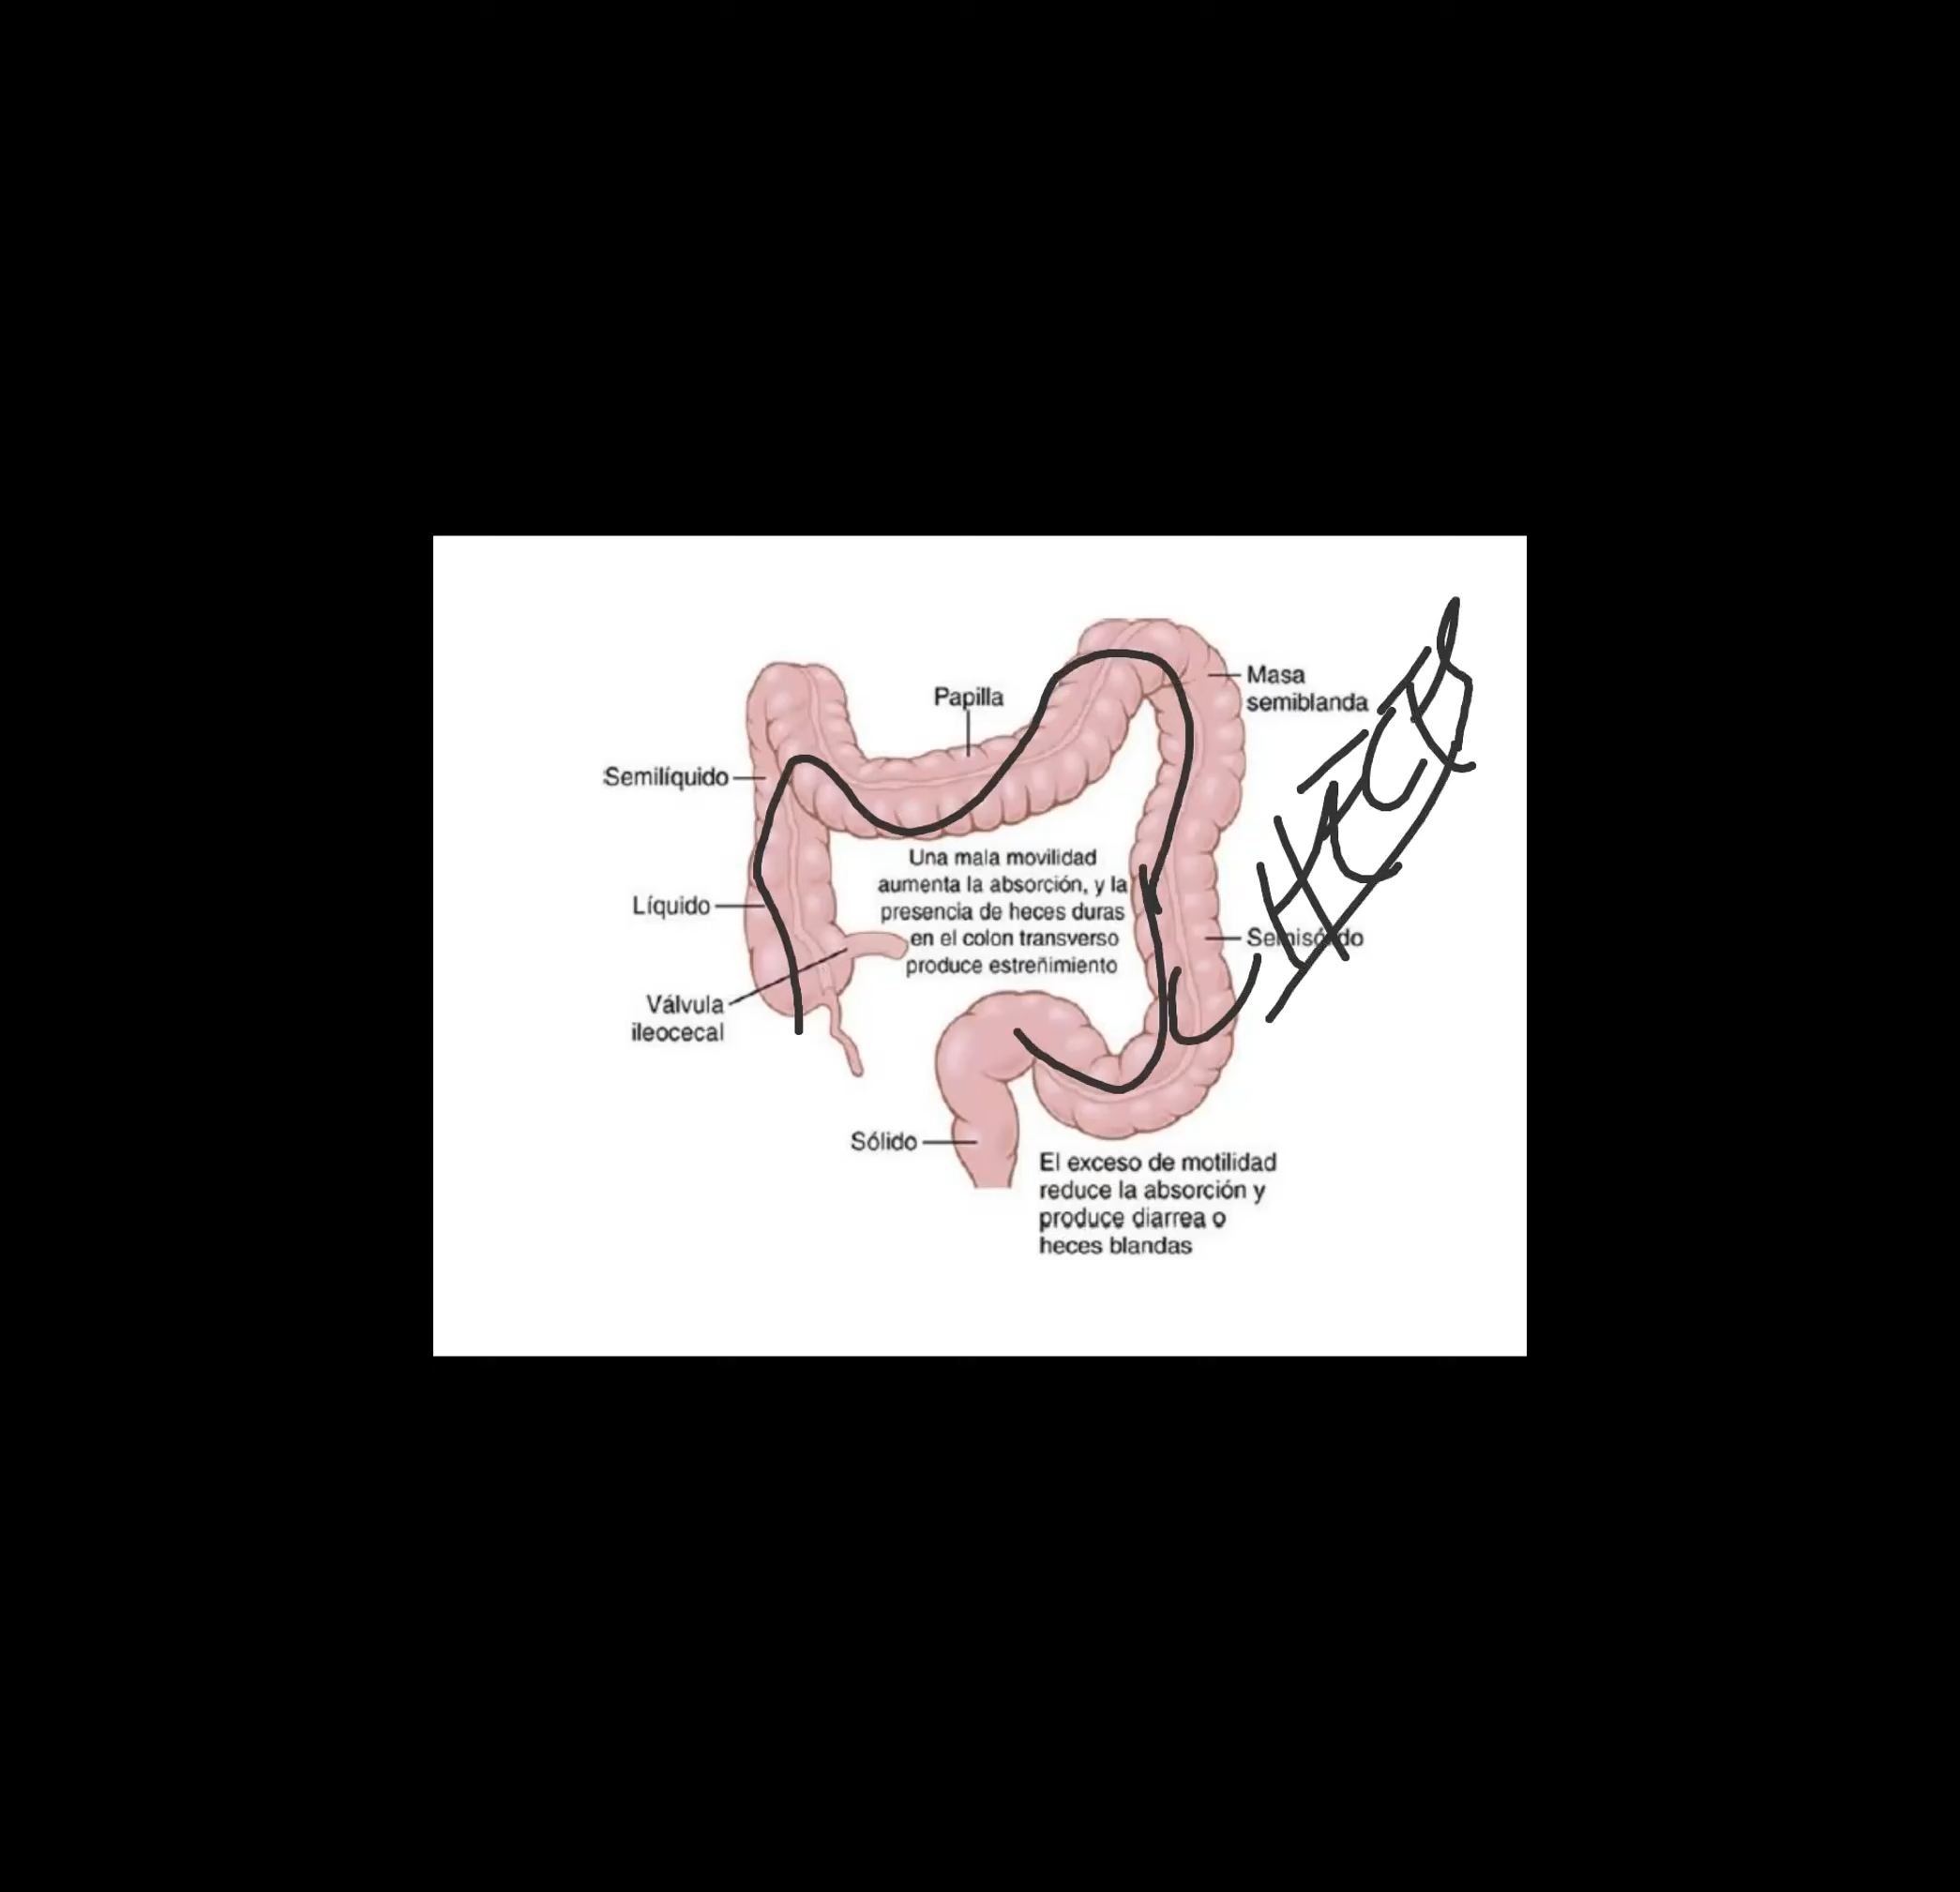 Papilla
Masa
semiblanda
Semilíquido
Líquido
Una mala movilidad
aumenta la absorción, y la
presencia de heces duras
en el colon transverso
produce estreñimiento
Semisólido
Válvula
ileocecal
Sólido
El exceso de motilidad
reduce la absorción y
produce diarrea o
heces blandas
HECES